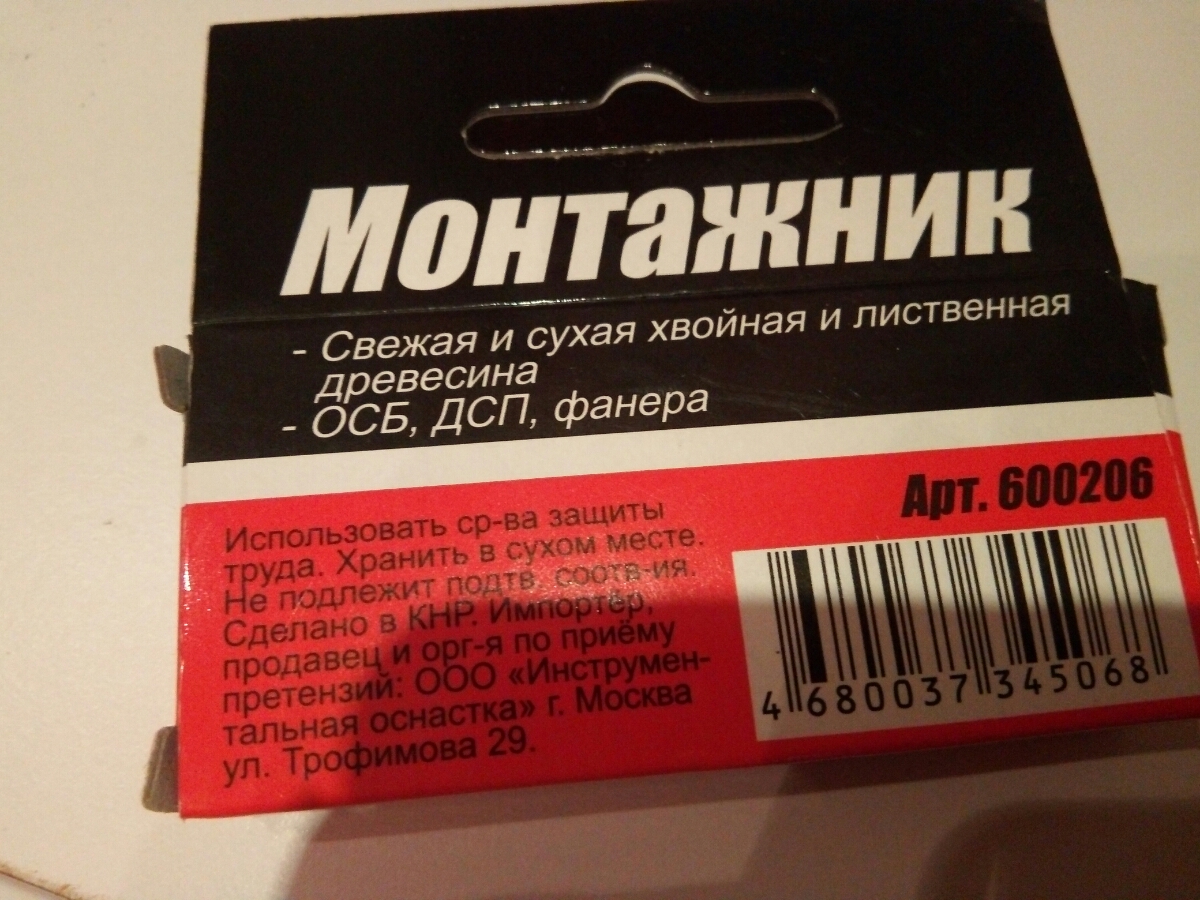 Монтажник
- Свежая и сухая хвойная и лиственная
древесина
- ОСБ, ДСП, фанера
Арт. 600206
Использовать ср-ва защиты
труда. Хранить в сухом месте.
Не подлежит подтв. соотв-ия.
Сделано в КНР. Импортёр,
продавец и орг-я по приёму
претензий: ООО «Инструмен-
тальная оснастка» г. Москва
ул. Трофимова 29.
4 680037 345068